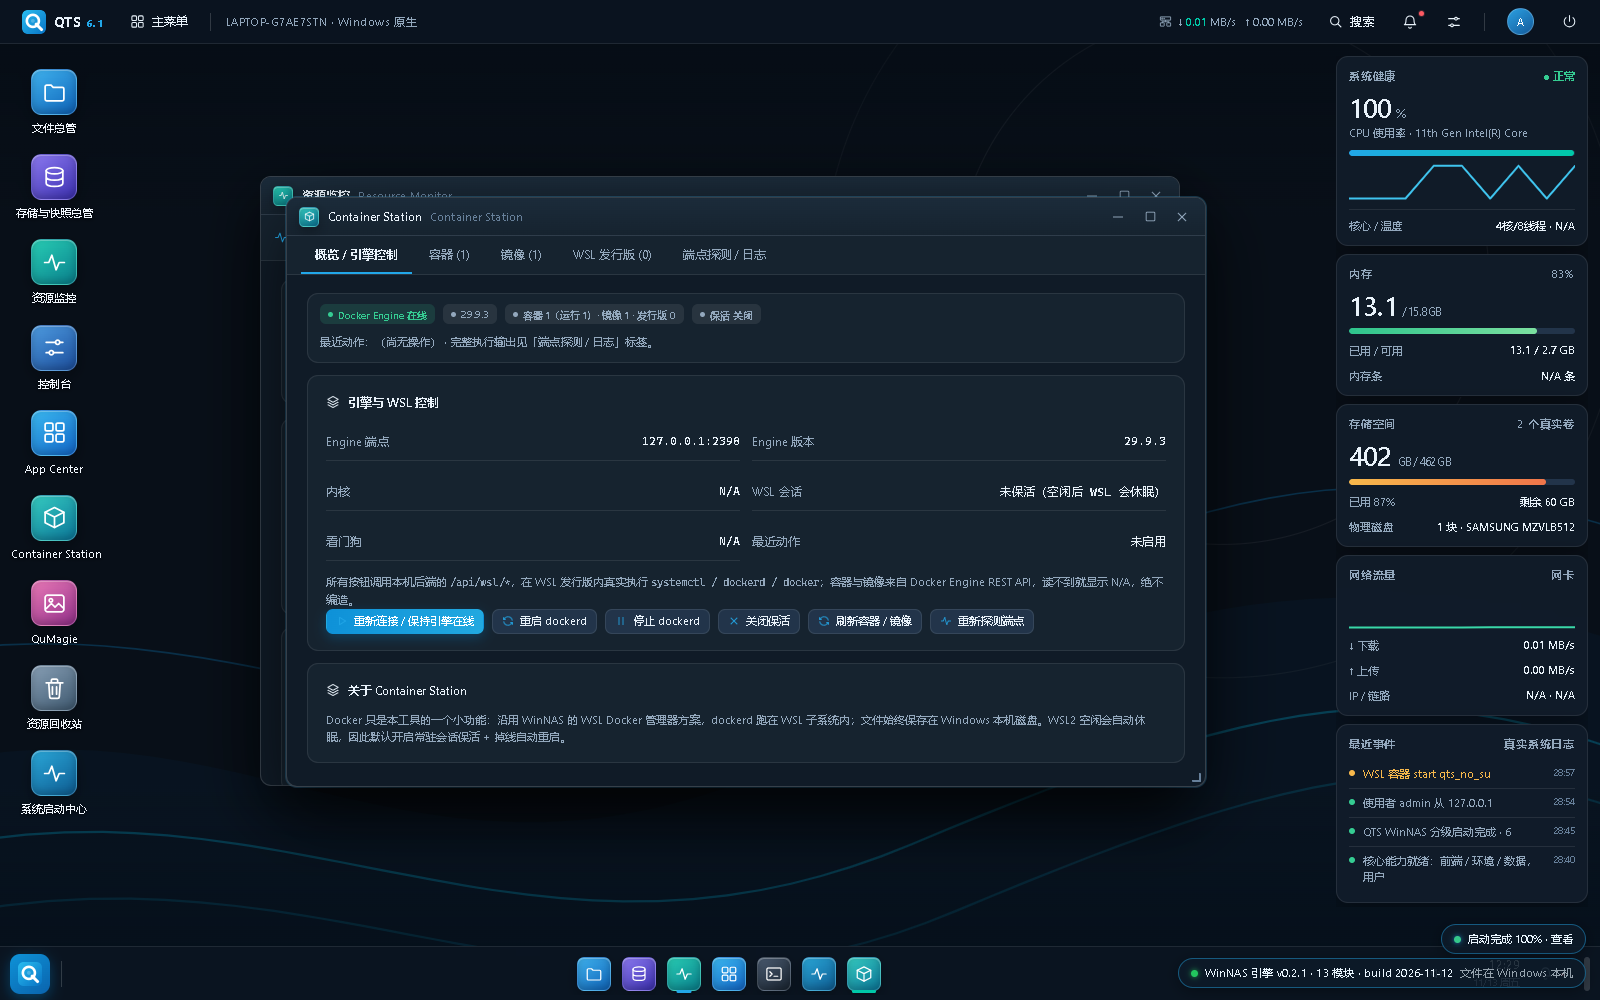 QTS 6.1 主菜单 LAPTOP-G7AE7STN · Windows 原生 ↓0.01 MB/s ↑0.00 MB/s 搜索 A
文件总管
存储与快照总管
资源监控
控制台
App Center
Container Station
QuMagie
资源回收站
系统启动中心
资源监控 Resource Monitor
Container Station Container Station
概览 / 引擎控制 容器 (1) 镜像 (1) WSL 发行版 (0) 端点探测 / 日志
Docker Engine 在线 29.9.3 容器 1（运行 1）· 镜像 1 · 发行版 0 保活 关闭
最近动作：（尚无操作）· 完整执行输出见「端点探测 / 日志」标签。
引擎与 WSL 控制
Engine 端点 127.0.0.1:2398 Engine 版本 29.9.3
内核 N/A WSL 会话 未保活（空闲后 WSL 会休眠）
看门狗 N/A 最近动作 未启用
所有按钮调用本机后端的 /api/wsl/*，在 WSL 发行版内真实执行 systemctl / dockerd / docker；容器与镜像来自 Docker Engine REST API，读不到就显示 N/A，绝不
编造。
重新连接 / 保持引擎在线 重启 dockerd 停止 dockerd 关闭保活 刷新容器 / 镜像 重新探测端点
关于 Container Station
Docker 只是本工具的一个小功能：沿用 WinNAS 的 WSL Docker 管理器方案，dockerd 跑在 WSL 子系统内；文件始终保存在 Windows 本机磁盘。WSL2 空闲会自动休
眠，因此默认开启常驻会话保活 + 掉线自动重启。
系统健康 正常
100 %
CPU 使用率 · 11th Gen Intel(R) Core
核心 / 温度 4核/8线程 · N/A
内存 83%
13.1 / 15.8GB
已用 / 可用 13.1 / 2.7 GB
内存条 N/A 条
存储空间 2 个真实卷
402 GB / 462GB
已用 87% 剩余 60 GB
物理磁盘 1 块 · SAMSUNG MZVLB512
网络流量 网卡
↓ 下载 0.01 MB/s
↑ 上传 0.00 MB/s
IP / 链路 N/A · N/A
最近事件 真实系统日志
WSL 容器 start qts_no_su 28:57
使用者 admin 从 127.0.0.1 28:54
QTS WinNAS 分级启动完成 · 6 28:45
核心能力就绪：前端 / 环境 / 数据, 28:40
用户
启动完成 100% · 查看
WinNAS 引擎 v0.2.1 · 13 模块 · build 2026-11-12 文件在 Windows 本机